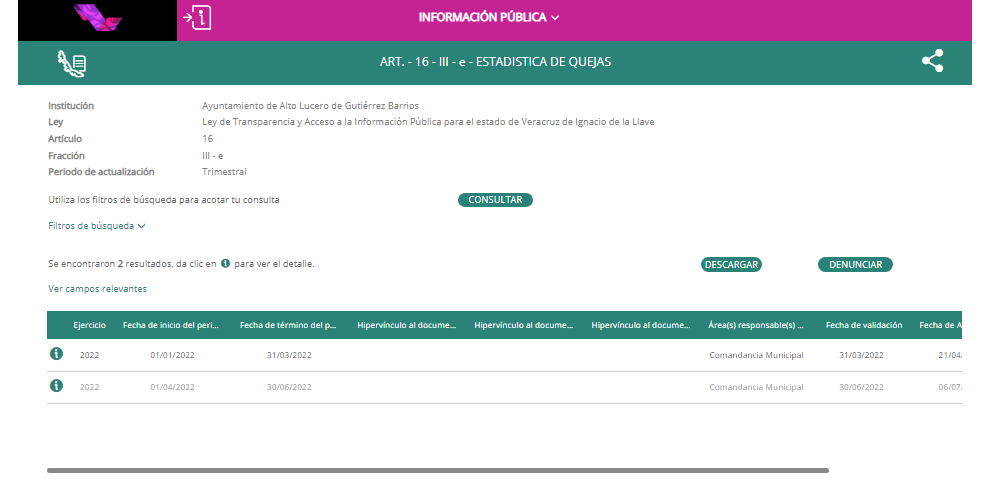 INFORMACIÓN PÚBLICA
ART. - 16 - III - e - ESTADISTICA DE QUEJAS
Institución Ayuntamiento de Alto Lucero de Gutiérrez Barrios
Ley Ley de Transparencia y Acceso a la Información Pública para el estado de Veracruz de Ignacio de la Llave
Artículo 16
Fracción III - e
Periodo de actualización Trimestral
Utiliza los filtros de búsqueda para acotar tu consulta CONSULTAR
Filtros de búsqueda
Se encontraron 2 resultados, da clic en i para ver el detalle. DESCARGAR DENUNCIAR
Ver campos relevantes
Ejercicio Fecha de inicio del peri... Fecha de término del p... Hipervínculo al docume... Hipervínculo al docume... Hipervínculo al docume... Área(s) responsable(s) ... Fecha de validación Fecha de A
2022 01/01/2022 31/03/2022 Comandancia Municipal 31/03/2022 21/04.
2022 01/04/2022 30/06/2022 Comandancia Municipal 30/06/2022 06/07.